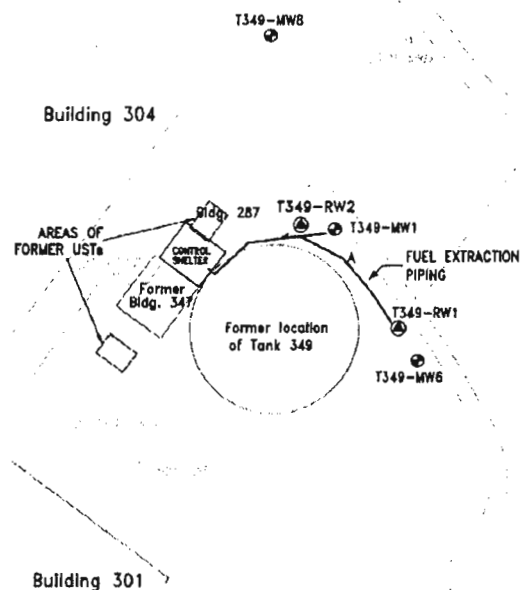 T349-MW8
Building 304
Bldg. 287
T349-RW2
T349-MW1
AREAS OF
FORMER USTs
CONTROL
SHELTER
FUEL EXTRACTION
PIPING
Former
Bldg. 347
Former location
of Tank 349
T349-RW1
T349-MW6
Building 301